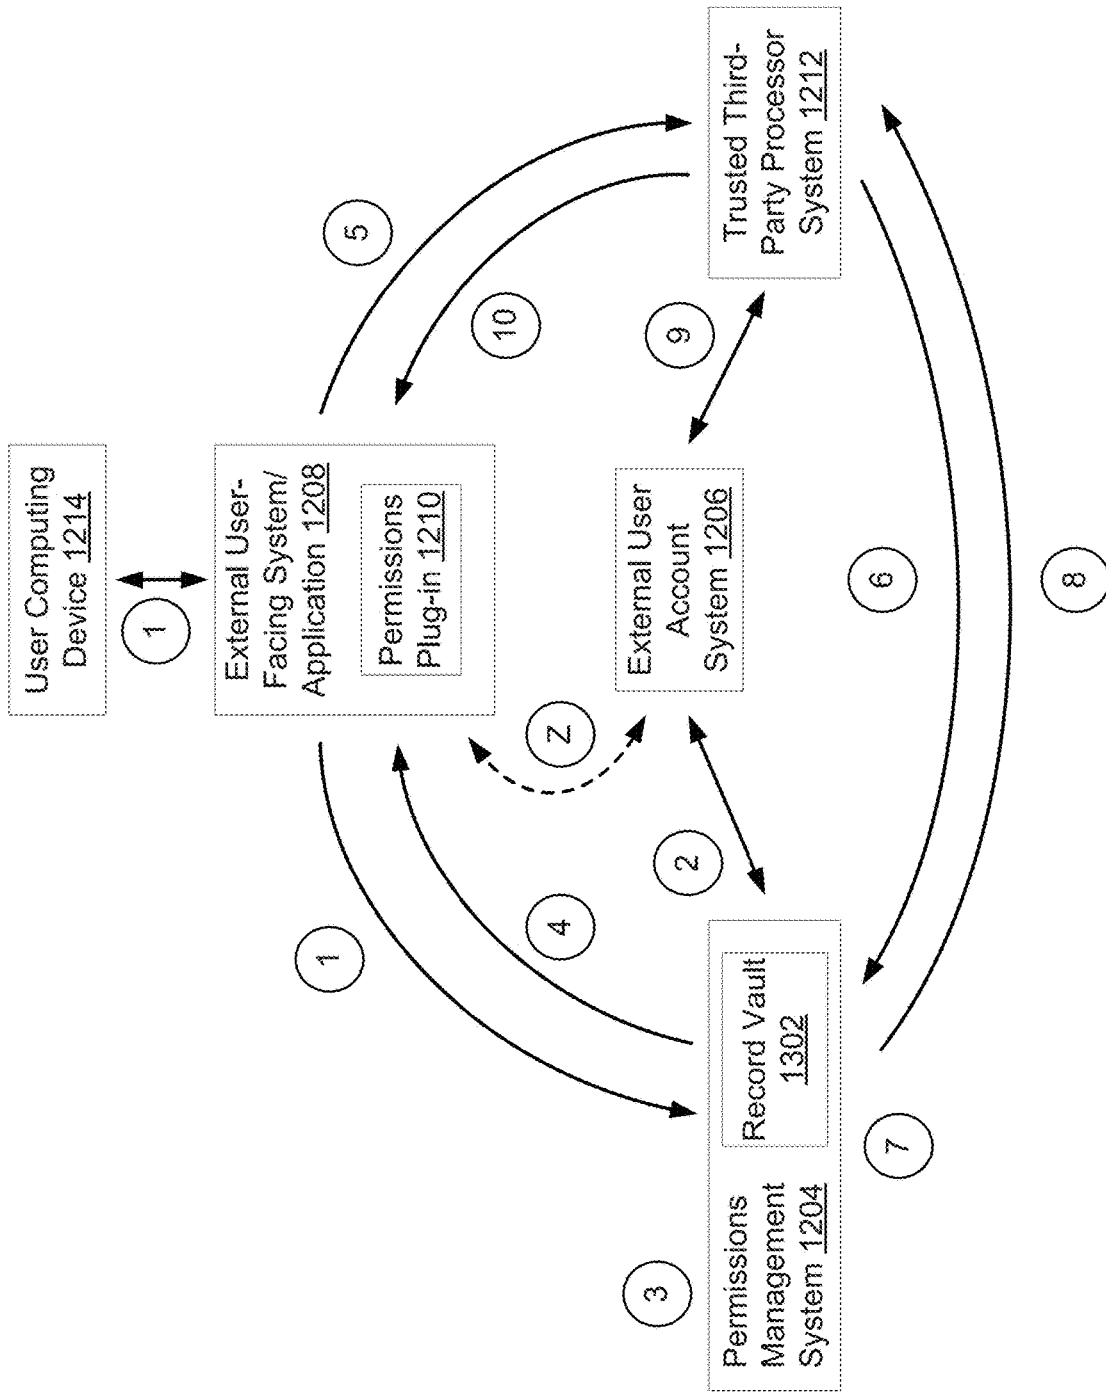 User Computing
Device 1214
1
External User-
Facing System/
Application 1208
Permissions
Plug-in 1210
1
4
5
10
Z
2
External User
Account
System 1206
9
3
Permissions
Management
System 1204
Record Vault
1302
Trusted Third-
Party Processor
System 1212
7
6
8